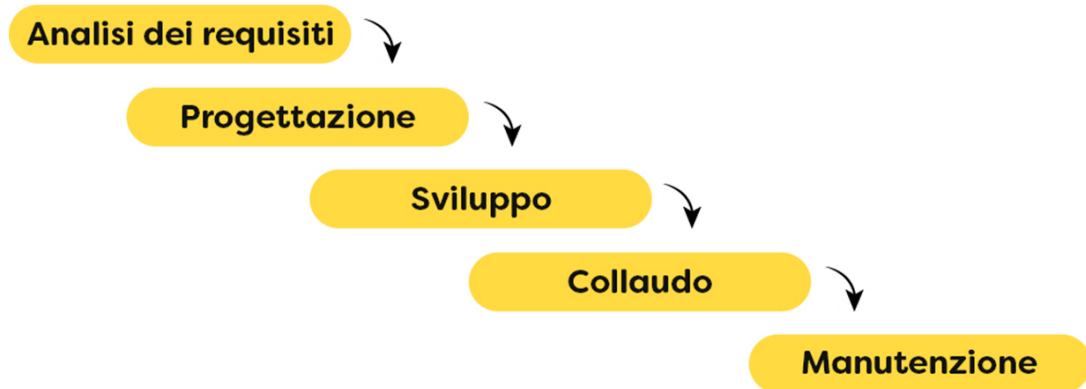 Analisi dei requisiti
Progettazione
Sviluppo
Collaudo
Manutenzione